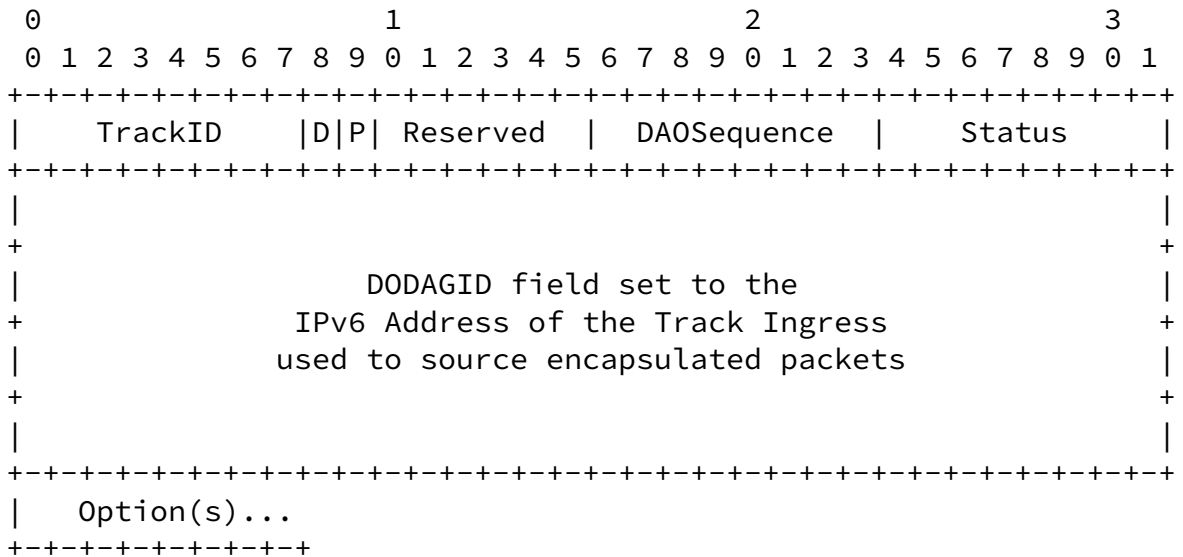 0                   1                   2                   3
 0 1 2 3 4 5 6 7 8 9 0 1 2 3 4 5 6 7 8 9 0 1 2 3 4 5 6 7 8 9 0 1
+-+-+-+-+-+-+-+-+-+-+-+-+-+-+-+-+-+-+-+-+-+-+-+-+-+-+-+-+-+-+-+-+
|    TrackID    |D|P| Reserved  |  DAOSequence  |    Status     |
+-+-+-+-+-+-+-+-+-+-+-+-+-+-+-+-+-+-+-+-+-+-+-+-+-+-+-+-+-+-+-+-+
|                                                               |
+                                                               +
|                   DODAGID field set to the                    |
+               IPv6 Address of the Track Ingress               +
|              used to source encapsulated packets              |
+                                                               +
|                                                               |
+-+-+-+-+-+-+-+-+-+-+-+-+-+-+-+-+-+-+-+-+-+-+-+-+-+-+-+-+-+-+-+-+
|   Option(s)...
+-+-+-+-+-+-+-+-+